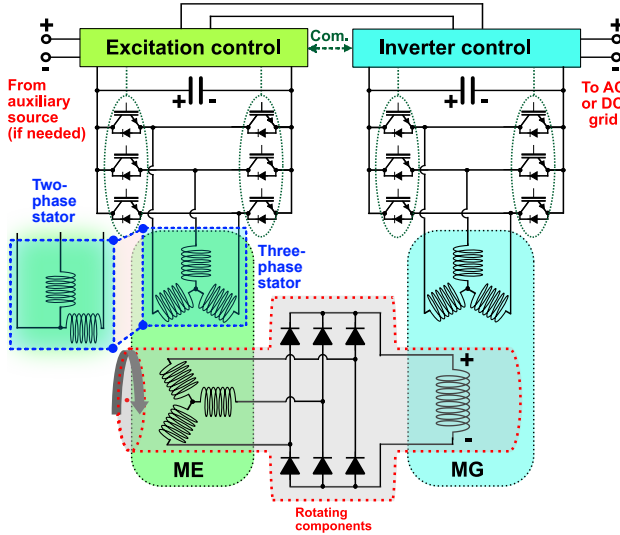 +
-
Excitation control
Com.
Inverter control
+
-
From
auxiliary
source
(if needed)
+ -
+ -
To AC
or DC
grid
Two-
phase
stator
Three-
phase
stator
+
-
ME
MG
Rotating
components